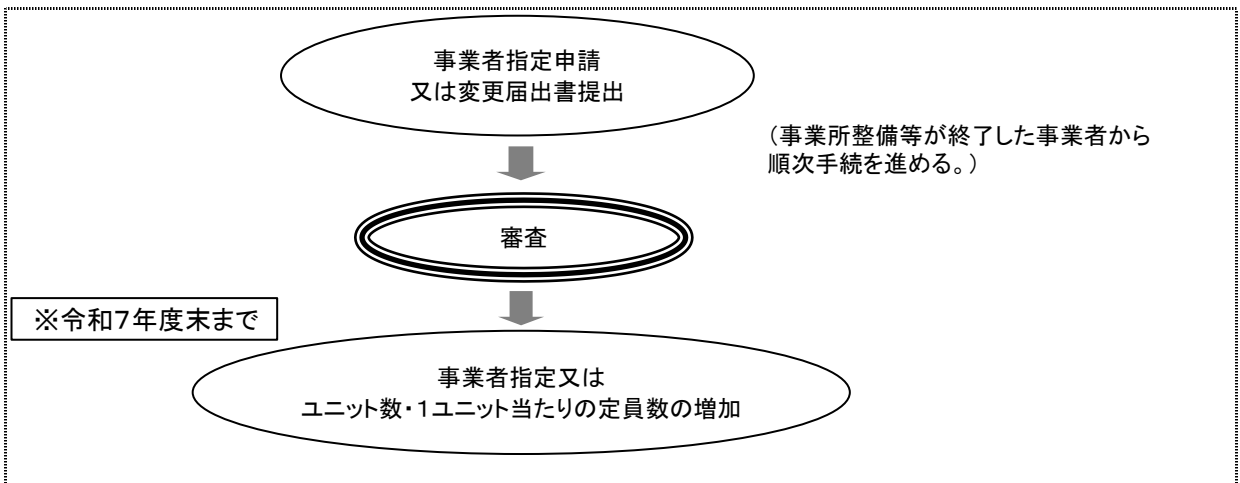 事業者指定申請
又は変更届出書提出
（事業所整備等が終了した事業者から
順次手続を進める。）
審査
※令和７年度末まで
事業者指定又は
ユニット数・１ユニット当たりの定員数の増加